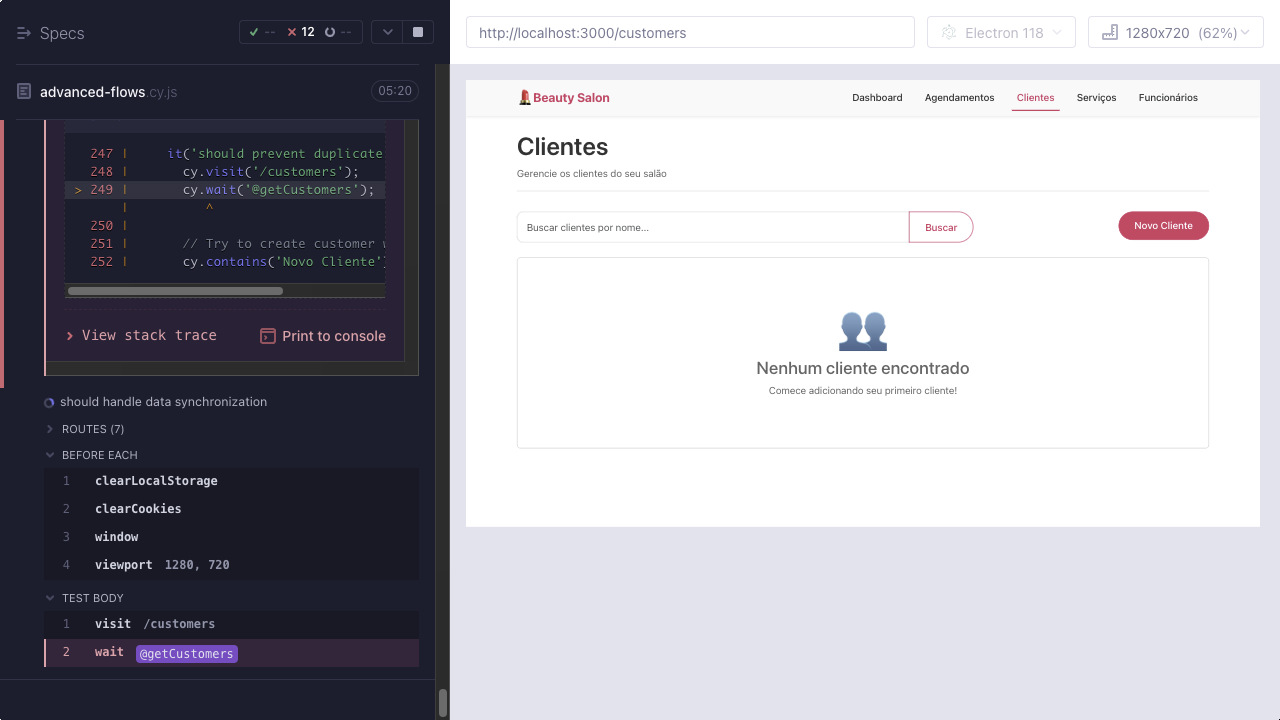 Specs
-- 12 --
advanced-flows.cy.js 05:20
247 | it('should prevent duplicate
248 | cy.visit('/customers');
> 249 | cy.wait('@getCustomers');
| ^
250 |
251 | // Try to create customer
252 | cy.contains('Novo Cliente'
View stack trace Print to console
should handle data synchronization
ROUTES (7)
BEFORE EACH
1 clearLocalStorage
2 clearCookies
3 window
4 viewport 1280, 720
TEST BODY
1 visit /customers
2 wait @getCustomers
http://localhost:3000/customers Electron 118 1280x720 (62%)
Beauty Salon Dashboard Agendamentos Clientes Serviços Funcionários
Clientes
Gerencie os clientes do seu salão
Buscar clientes por nome... Buscar Novo Cliente
Nenhum cliente encontrado
Comece adicionando seu primeiro cliente!